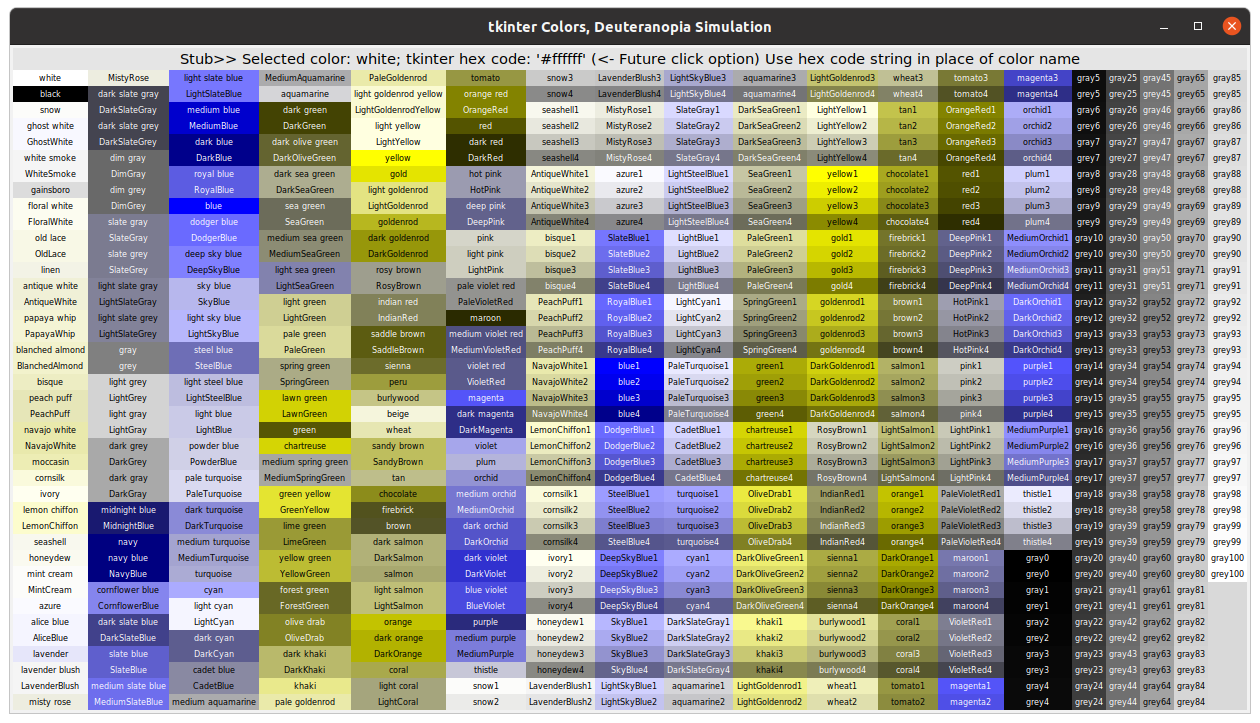 tkinter Colors, Deuteranopia Simulation
Stub>> Selected color: white; tkinter hex code: '#ffffff' (<- Future click option) Use hex code string in place of color name
white MistyRose light slate blue MediumAquamarine PaleGoldenrod tomato snow3 LavenderBlush3 LightSkyBlue3 aquamarine3 LightGoldenrod3 wheat3 tomato3 magenta3 gray5 gray25 gray45 gray65 gray85
black dark slate gray LightSlateBlue aquamarine light goldenrod yellow orange red snow4 LavenderBlush4 LightSkyBlue4 aquamarine4 LightGoldenrod4 wheat4 tomato4 magenta4 grey5 grey25 grey45 grey65 grey85
snow DarkSlateGray medium blue dark green LightGoldenrodYellow OrangeRed seashell1 MistyRose1 SlateGray1 DarkSeaGreen1 LightYellow1 tan1 OrangeRed1 orchid1 gray6 gray26 gray46 gray66 gray86
ghost white dark slate grey MediumBlue DarkGreen light yellow red seashell2 MistyRose2 SlateGray2 DarkSeaGreen2 LightYellow2 tan2 OrangeRed2 orchid2 grey6 grey26 grey46 grey66 grey86
GhostWhite DarkSlateGrey dark blue dark olive green LightYellow dark red seashell3 MistyRose3 SlateGray3 DarkSeaGreen3 LightYellow3 tan3 OrangeRed3 orchid3 gray7 gray27 gray47 gray67 gray87
white smoke dim gray DarkBlue DarkOliveGreen yellow DarkRed seashell4 MistyRose4 SlateGray4 DarkSeaGreen4 LightYellow4 tan4 OrangeRed4 orchid4 grey7 grey27 grey47 grey67 grey87
WhiteSmoke DimGray royal blue dark sea green gold hot pink AntiqueWhite1 azure1 LightSteelBlue1 SeaGreen1 yellow1 chocolate1 red1 plum1 gray8 gray28 gray48 gray68 gray88
gainsboro dim grey RoyalBlue DarkSeaGreen light goldenrod HotPink AntiqueWhite2 azure2 LightSteelBlue2 SeaGreen2 yellow2 chocolate2 red2 plum2 grey8 grey28 grey48 grey68 grey88
floral white DimGrey blue sea green LightGoldenrod deep pink AntiqueWhite3 azure3 LightSteelBlue3 SeaGreen3 yellow3 chocolate3 red3 plum3 gray9 gray29 gray49 gray69 gray89
FloralWhite slate gray dodger blue SeaGreen goldenrod DeepPink AntiqueWhite4 azure4 LightSteelBlue4 SeaGreen4 yellow4 chocolate4 red4 plum4 grey9 grey29 grey49 grey69 grey89
old lace SlateGray DodgerBlue medium sea green dark goldenrod pink bisque1 SlateBlue1 LightBlue1 PaleGreen1 gold1 firebrick1 DeepPink1 MediumOrchid1 gray10 gray30 gray50 gray70 gray90
OldLace slate grey deep sky blue MediumSeaGreen DarkGoldenrod light pink bisque2 SlateBlue2 LightBlue2 PaleGreen2 gold2 firebrick2 DeepPink2 MediumOrchid2 grey10 grey30 grey50 grey70 grey90
linen SlateGrey DeepSkyBlue light sea green rosy brown LightPink bisque3 SlateBlue3 LightBlue3 PaleGreen3 gold3 firebrick3 DeepPink3 MediumOrchid3 gray11 gray31 gray51 gray71 gray91
antique white light slate gray sky blue LightSeaGreen RosyBrown pale violet red bisque4 SlateBlue4 LightBlue4 PaleGreen4 gold4 firebrick4 DeepPink4 MediumOrchid4 grey11 grey31 grey51 grey71 grey91
AntiqueWhite LightSlateGray SkyBlue light green indian red PaleVioletRed PeachPuff1 RoyalBlue1 LightCyan1 SpringGreen1 goldenrod1 brown1 HotPink1 DarkOrchid1 gray12 gray32 gray52 gray72 gray92
papaya whip light slate grey light sky blue LightGreen IndianRed maroon PeachPuff2 RoyalBlue2 LightCyan2 SpringGreen2 goldenrod2 brown2 HotPink2 DarkOrchid2 grey12 grey32 grey52 grey72 grey92
PapayaWhip LightSlateGrey LightSkyBlue pale green saddle brown medium violet red PeachPuff3 RoyalBlue3 LightCyan3 SpringGreen3 goldenrod3 brown3 HotPink3 DarkOrchid3 gray13 gray33 gray53 gray73 gray93
blanched almond gray steel blue PaleGreen SaddleBrown MediumVioletRed PeachPuff4 RoyalBlue4 LightCyan4 SpringGreen4 goldenrod4 brown4 HotPink4 DarkOrchid4 grey13 grey33 grey53 grey73 grey93
BlanchedAlmond grey SteelBlue spring green sienna violet red NavajoWhite1 blue1 PaleTurquoise1 green1 DarkGoldenrod1 salmon1 pink1 purple1 gray14 gray34 gray54 gray74 gray94
bisque light grey light steel blue SpringGreen peru VioletRed NavajoWhite2 blue2 PaleTurquoise2 green2 DarkGoldenrod2 salmon2 pink2 purple2 grey14 grey34 grey54 grey74 grey94
peach puff LightGrey LightSteelBlue lawn green burlywood magenta NavajoWhite3 blue3 PaleTurquoise3 green3 DarkGoldenrod3 salmon3 pink3 purple3 gray15 gray35 gray55 gray75 gray95
PeachPuff light gray light blue LawnGreen beige dark magenta NavajoWhite4 blue4 PaleTurquoise4 green4 DarkGoldenrod4 salmon4 pink4 purple4 grey15 grey35 grey55 grey75 grey95
navajo white LightGray LightBlue green wheat DarkMagenta LemonChiffon1 DodgerBlue1 CadetBlue1 chartreuse1 RosyBrown1 LightSalmon1 LightPink1 MediumPurple1 gray16 gray36 gray56 gray76 gray96
NavajoWhite dark grey powder blue chartreuse sandy brown violet LemonChiffon2 DodgerBlue2 CadetBlue2 chartreuse2 RosyBrown2 LightSalmon2 LightPink2 MediumPurple2 grey16 grey36 grey56 grey76 grey96
moccasin DarkGrey PowderBlue medium spring green SandyBrown plum LemonChiffon3 DodgerBlue3 CadetBlue3 chartreuse3 RosyBrown3 LightSalmon3 LightPink3 MediumPurple3 gray17 gray37 gray57 gray77 gray97
cornsilk dark gray pale turquoise MediumSpringGreen tan orchid LemonChiffon4 DodgerBlue4 CadetBlue4 chartreuse4 RosyBrown4 LightSalmon4 LightPink4 MediumPurple4 grey17 grey37 grey57 grey77 grey97
ivory DarkGray PaleTurquoise green yellow chocolate medium orchid cornsilk1 SteelBlue1 turquoise1 OliveDrab1 IndianRed1 orange1 PaleVioletRed1 thistle1 gray18 gray38 gray58 gray78 gray98
lemon chiffon midnight blue dark turquoise GreenYellow firebrick MediumOrchid cornsilk2 SteelBlue2 turquoise2 OliveDrab2 IndianRed2 orange2 PaleVioletRed2 thistle2 grey18 grey38 grey58 grey78 grey98
LemonChiffon MidnightBlue DarkTurquoise lime green brown dark orchid cornsilk3 SteelBlue3 turquoise3 OliveDrab3 IndianRed3 orange3 PaleVioletRed3 thistle3 gray19 gray39 gray59 gray79 gray99
seashell navy medium turquoise LimeGreen dark salmon DarkOrchid cornsilk4 SteelBlue4 turquoise4 OliveDrab4 IndianRed4 orange4 PaleVioletRed4 thistle4 grey19 grey39 grey59 grey79 grey99
honeydew navy blue MediumTurquoise yellow green DarkSalmon dark violet ivory1 DeepSkyBlue1 cyan1 DarkOliveGreen1 sienna1 DarkOrange1 maroon1 gray0 gray20 gray40 gray60 gray80 gray100
mint cream NavyBlue turquoise YellowGreen salmon DarkViolet ivory2 DeepSkyBlue2 cyan2 DarkOliveGreen2 sienna2 DarkOrange2 maroon2 grey0 grey20 grey40 grey60 grey80 grey100
MintCream cornflower blue cyan forest green light salmon blue violet ivory3 DeepSkyBlue3 cyan3 DarkOliveGreen3 sienna3 DarkOrange3 maroon3 gray1 gray21 gray41 gray61 gray81
azure CornflowerBlue light cyan ForestGreen LightSalmon BlueViolet ivory4 DeepSkyBlue4 cyan4 DarkOliveGreen4 sienna4 DarkOrange4 maroon4 grey1 grey21 grey41 grey61 grey81
alice blue dark slate blue LightCyan olive drab orange purple honeydew1 SkyBlue1 DarkSlateGray1 khaki1 burlywood1 coral1 VioletRed1 gray2 gray22 gray42 gray62 gray82
AliceBlue DarkSlateBlue dark cyan OliveDrab dark orange medium purple honeydew2 SkyBlue2 DarkSlateGray2 khaki2 burlywood2 coral2 VioletRed2 grey2 grey22 grey42 grey62 grey82
lavender slate blue DarkCyan dark khaki DarkOrange MediumPurple honeydew3 SkyBlue3 DarkSlateGray3 khaki3 burlywood3 coral3 VioletRed3 gray3 gray23 gray43 gray63 gray83
lavender blush SlateBlue cadet blue DarkKhaki coral thistle honeydew4 SkyBlue4 DarkSlateGray4 khaki4 burlywood4 coral4 VioletRed4 grey3 grey23 grey43 grey63 grey83
LavenderBlush medium slate blue CadetBlue khaki light coral snow1 LavenderBlush1 LightSkyBlue1 aquamarine1 LightGoldenrod1 wheat1 tomato1 magenta1 gray4 gray24 gray44 gray64 gray84
misty rose MediumSlateBlue medium aquamarine pale goldenrod LightCoral snow2 LavenderBlush2 LightSkyBlue2 aquamarine2 LightGoldenrod2 wheat2 tomato2 magenta2 grey4 grey24 grey44 grey64 grey84